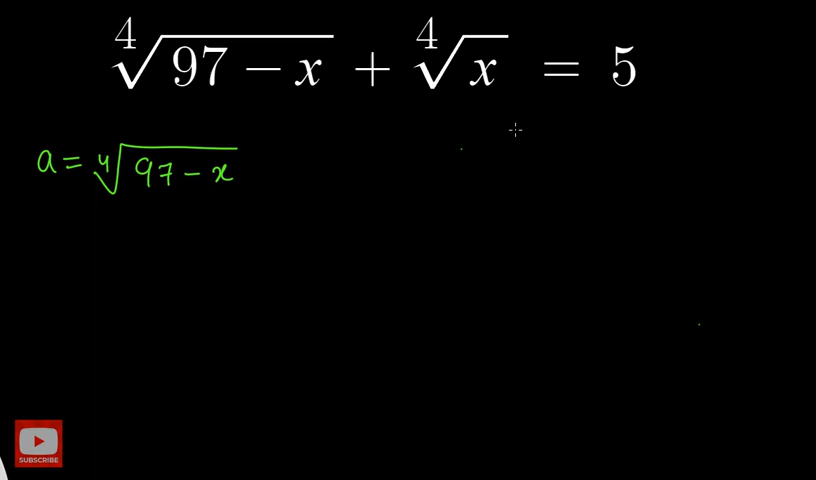 ⁴√(97 − x) + ⁴√x = 5
a = ⁴√(97 − x)
SUBSCRIBE